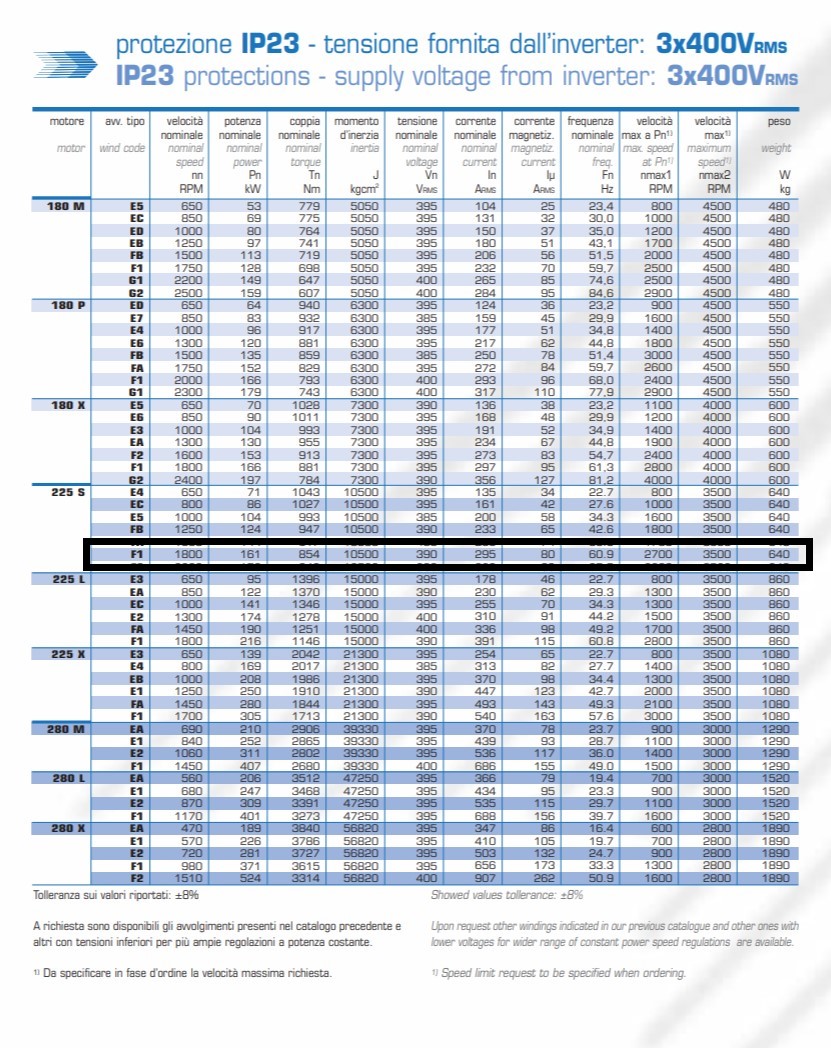 protezione IP23 - tensione fornita dall'inverter: 3x400VRMS
IP23 protections - supply voltage from inverter: 3x400VRMS
motore avv. tipo velocità potenza coppia momento tensione corrente corrente frequenza velocità velocità peso
nominale nominale nominale d'inerzia nominale nominale magnetiz. nominale max a Pn¹⁾ max¹⁾
motor wind code nominal nominal nominal inertia nominal nominal magnetiz. nominal max. speed maximum weight
speed power torque voltage current current freq. at Pn¹⁾ speed¹⁾
nn Pn Tn J Vn In Iµ Fn nmax1 nmax2 W
RPM kW Nm kgcm² VRMS ARMS ARMS Hz RPM RPM kg
180 M E5 650 53 779 5050 395 104 25 23,4 800 4500 480
EC 850 69 775 5050 395 131 32 30,0 1000 4500 480
ED 1000 80 764 5050 395 150 37 35,0 1200 4500 480
EB 1250 97 741 5050 395 180 51 43,1 1700 4500 480
FB 1500 113 719 5050 395 206 56 51,5 2000 4500 480
F1 1750 128 698 5050 395 232 70 59,7 2500 4500 480
G1 2200 149 647 5050 400 265 85 74,6 2500 4500 480
G2 2500 159 607 5050 400 284 95 84,6 2900 4500 480
180 P ED 650 64 940 6300 395 124 36 23,2 900 4500 550
E7 850 83 932 6300 385 159 45 29,9 1600 4500 550
E4 1000 96 917 6300 395 177 51 34,8 1400 4500 550
E6 1300 120 881 6300 395 217 62 44,8 1800 4500 550
FB 1500 135 859 6300 385 250 78 51,4 3000 4500 550
FA 1750 152 829 6300 395 272 84 59,7 2600 4500 550
F1 2000 166 793 6300 400 293 96 68,0 2400 4500 550
G1 2300 179 743 6300 400 317 110 77,9 2900 4500 550
180 X E5 650 70 1028 7300 390 136 38 23,2 1100 4000 600
E6 850 90 1011 7300 395 168 48 29,9 1200 4000 600
E3 1000 104 993 7300 395 191 52 34,9 1400 4000 600
EA 1300 130 955 7300 395 234 67 44,8 1900 4000 600
F2 1600 153 913 7300 395 273 83 54,7 2400 4000 600
F1 1800 166 881 7300 395 297 95 61,3 2800 4000 600
G2 2400 197 784 7300 390 356 127 81,2 4000 4000 600
225 S E4 650 71 1043 10500 395 135 34 22.7 800 3500 640
EC 800 86 1027 10500 395 161 42 27.6 1000 3500 640
E5 1000 104 993 10500 385 200 58 34.3 1600 3500 640
FB 1250 124 947 10500 390 233 65 42.6 1800 3500 640
F1 1800 161 854 10500 390 295 80 60.9 2700 3500 640
225 L E3 650 95 1396 15000 395 178 46 22.7 800 3500 860
EA 850 122 1370 15000 390 230 62 29.3 1300 3500 860
EC 1000 141 1346 15000 395 255 70 34.3 1300 3500 860
E2 1300 174 1278 15000 400 310 91 44.2 1500 3500 860
FA 1450 190 1251 15000 400 336 98 49.2 1700 3500 860
F1 1800 216 1146 15000 390 391 115 60.8 2800 3500 860
225 X E3 650 139 2042 21300 395 254 65 22.7 800 3500 1080
E4 800 169 2017 21300 385 313 82 27.7 1400 3500 1080
EB 1000 208 1986 21300 395 370 98 34.4 1300 3500 1080
E1 1250 250 1910 21300 390 447 123 42.7 2000 3500 1080
FA 1450 280 1844 21300 400 493 143 49.3 2100 3500 1080
F1 1700 305 1713 21300 390 540 163 57.6 3000 3500 1080
280 M EA 690 210 2906 39330 395 370 78 23.7 900 3000 1290
E1 840 252 2865 39330 395 439 93 28.7 1100 3000 1290
E2 1060 311 2802 39330 395 536 117 36.0 1400 3000 1290
F1 1450 407 2680 39330 400 686 155 49.0 1500 3000 1290
280 L EA 560 206 3512 47250 395 366 79 19.4 700 3000 1520
E1 680 247 3468 47250 395 434 95 23.3 900 3000 1520
E2 870 309 3391 47250 395 535 115 29.7 1100 3000 1520
F1 1170 401 3273 47250 395 688 156 39.7 1600 3000 1520
280 X EA 470 189 3840 56820 395 347 86 16.4 600 2800 1890
E1 570 226 3786 56820 395 410 105 19.7 700 2800 1890
E2 720 281 3727 56820 395 503 132 24.7 900 2800 1890
F1 980 371 3615 56820 395 656 173 33.3 1300 2800 1890
F2 1510 524 3314 56820 400 907 262 50.9 1600 2800 1890
Tolleranza sui valori riportati: ±8%
Showed values tollerance: ±8%
A richiesta sono disponibili gli avvolgimenti presenti nel catalogo precedente e
altri con tensioni inferiori per più ampie regolazioni a potenza costante.
Upon request other windings indicated in our previous catalogue and other ones with
lower voltages for wider range of constant power speed regulations are available.
¹⁾ Da specificare in fase d'ordine la velocità massima richiesta.
¹⁾ Speed limit request to be specified when ordering.